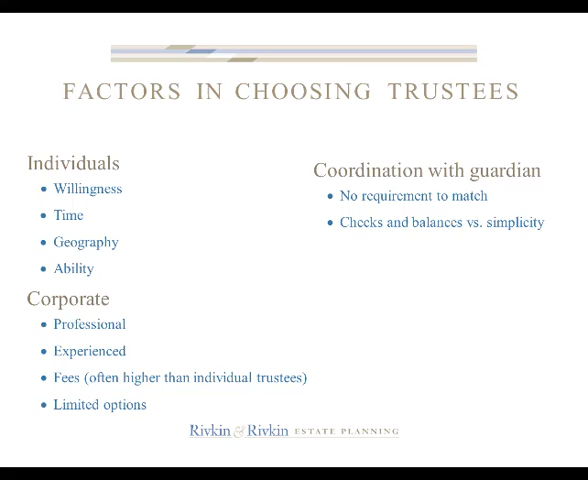 FACTORS IN CHOOSING TRUSTEES
Individuals
• Willingness
• Time
• Geography
• Ability
Corporate
• Professional
• Experienced
• Fees (often higher than individual trustees)
• Limited options
Coordination with guardian
• No requirement to match
• Checks and balances vs. simplicity
Rivkin & Rivkin ESTATE PLANNING